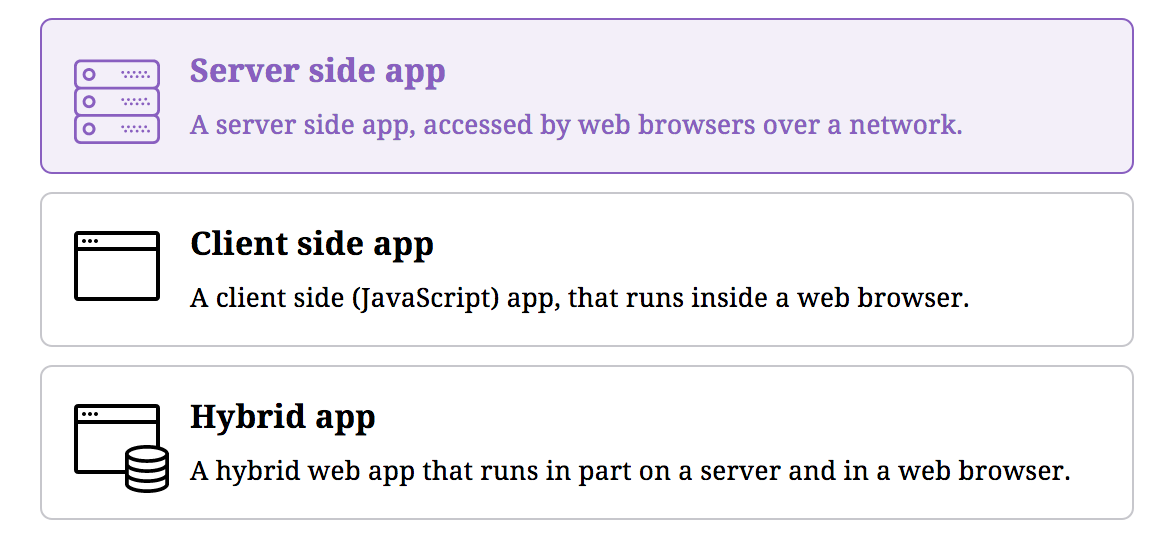 Server side app
A server side app, accessed by web browsers over a network.
Client side app
A client side (JavaScript) app, that runs inside a web browser.
Hybrid app
A hybrid web app that runs in part on a server and in a web browser.